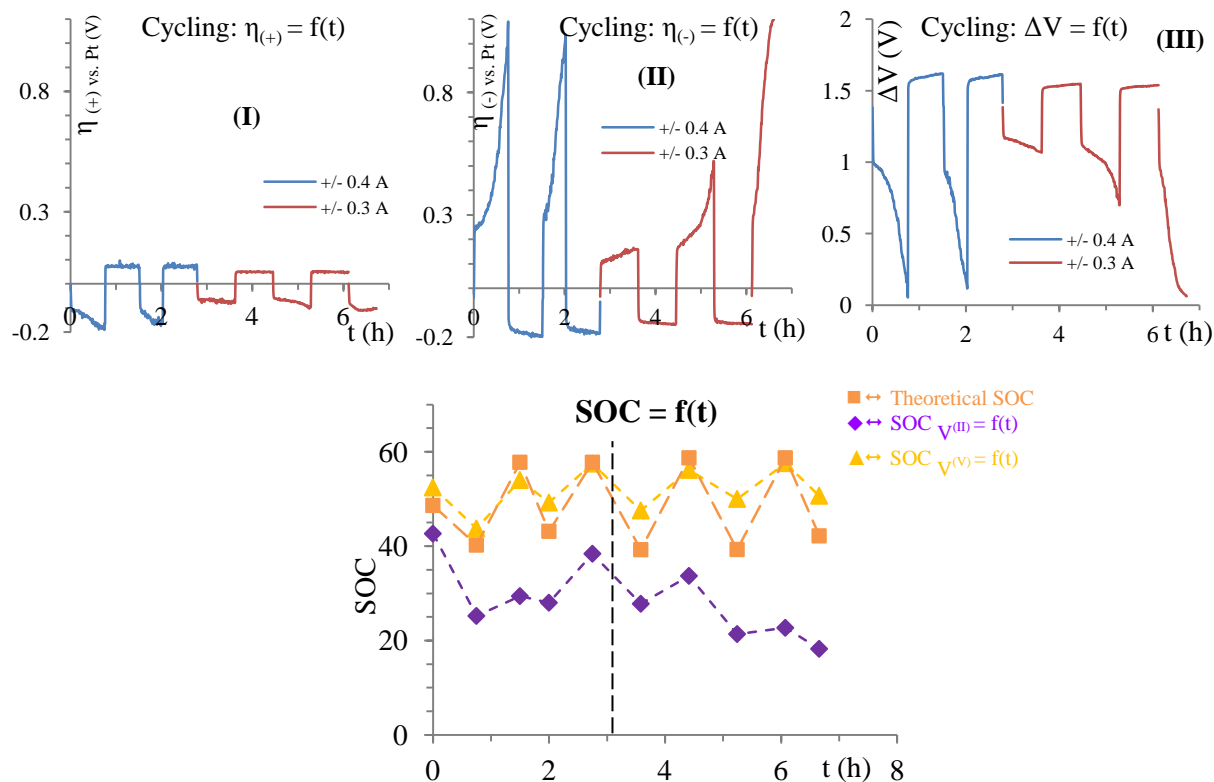 Cycling: η(+) = f(t)
η (+) vs. Pt (V)
(I)
0.8
0.3
-0.2
+/- 0.4 A
+/- 0.3 A
0 2 4 6
t (h)
Cycling: η(-) = f(t)
η (-) vs. Pt (V)
(II)
0.8
0.3
-0.2
+/- 0.4 A
+/- 0.3 A
0 2 4 6
t (h)
Cycling: ΔV = f(t)
(III)
ΔV (V)
2
1.5
1
0.5
0
+/- 0.4 A
+/- 0.3 A
0 2 4 6
t (h)
SOC = f(t)
↔ Theoretical SOC
↔ SOC V(II) = f(t)
↔ SOC V(V) = f(t)
SOC
60
40
20
0
0 2 4 6 8
t (h)